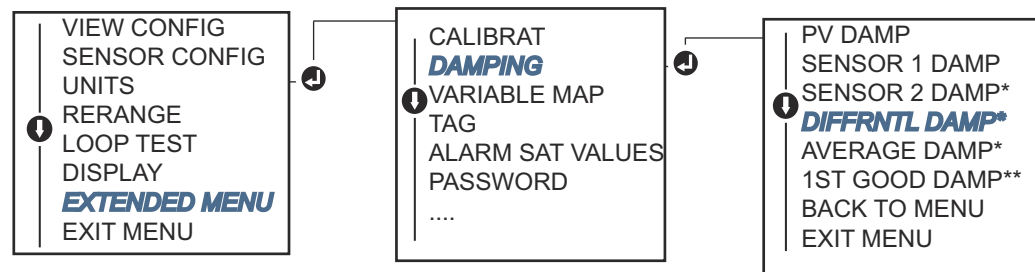 VIEW CONFIG
SENSOR CONFIG
UNITS
RERANGE
LOOP TEST
DISPLAY
EXTENDED MENU
EXIT MENU
CALIBRAT
DAMPING
VARIABLE MAP
TAG
ALARM SAT VALUES
PASSWORD
....
PV DAMP
SENSOR 1 DAMP
SENSOR 2 DAMP*
DIFFRNTL DAMP*
AVERAGE DAMP*
1ST GOOD DAMP**
BACK TO MENU
EXIT MENU